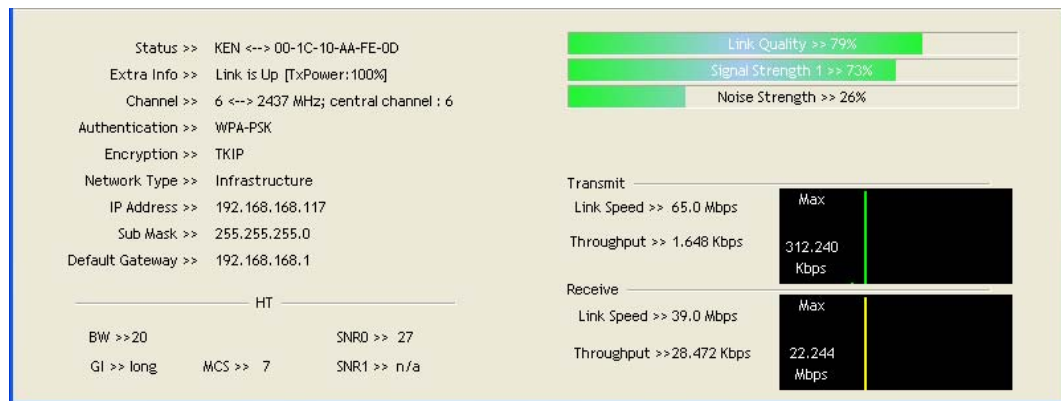 Status >> KEN <--> 00-1C-10-AA-FE-0D
Extra Info >> Link is Up [TxPower:100%]
Channel >> 6 <--> 2437 MHz; central channel : 6
Authentication >> WPA-PSK
Encryption >> TKIP
Network Type >> Infrastructure
IP Address >> 192.168.168.117
Sub Mask >> 255.255.255.0
Default Gateway >> 192.168.168.1
HT
BW >>20
SNR0 >> 27
GI >> long
MCS >> 7
SNR1 >> n/a
Link Quality >> 79%
Signal Strength 1 >> 73%
Noise Strength >> 26%
Transmit
Link Speed >> 65.0 Mbps
Throughput >> 1.648 Kbps
Max
312.240
Kbps
Receive
Link Speed >> 39.0 Mbps
Throughput >>28.472 Kbps
Max
22.244
Mbps